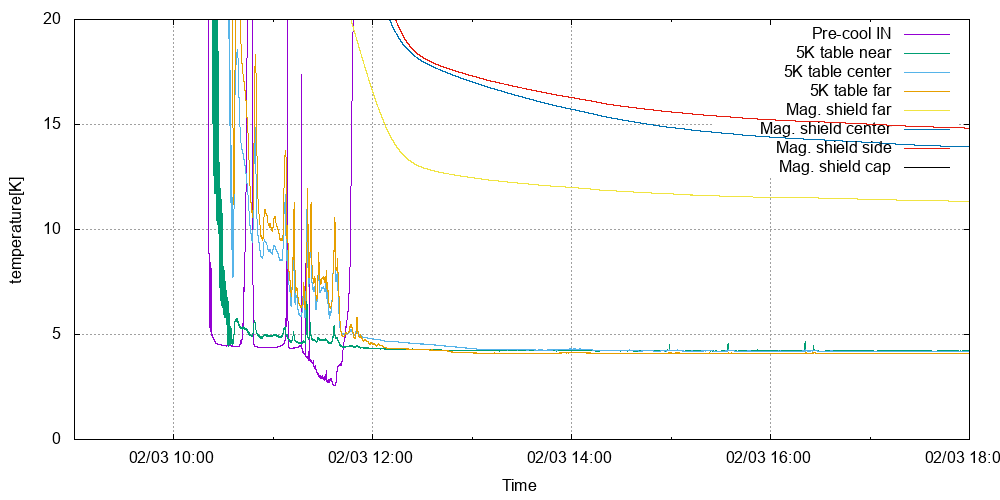 20
15
10
5
0
temperature[K]
Pre-cool IN
5K table near
5K table center
5K table far
Mag. shield far
Mag. shield center
Mag. shield side
Mag. shield cap
02/03 10:00
02/03 12:00
02/03 14:00
02/03 16:00
02/03 18:0
Time